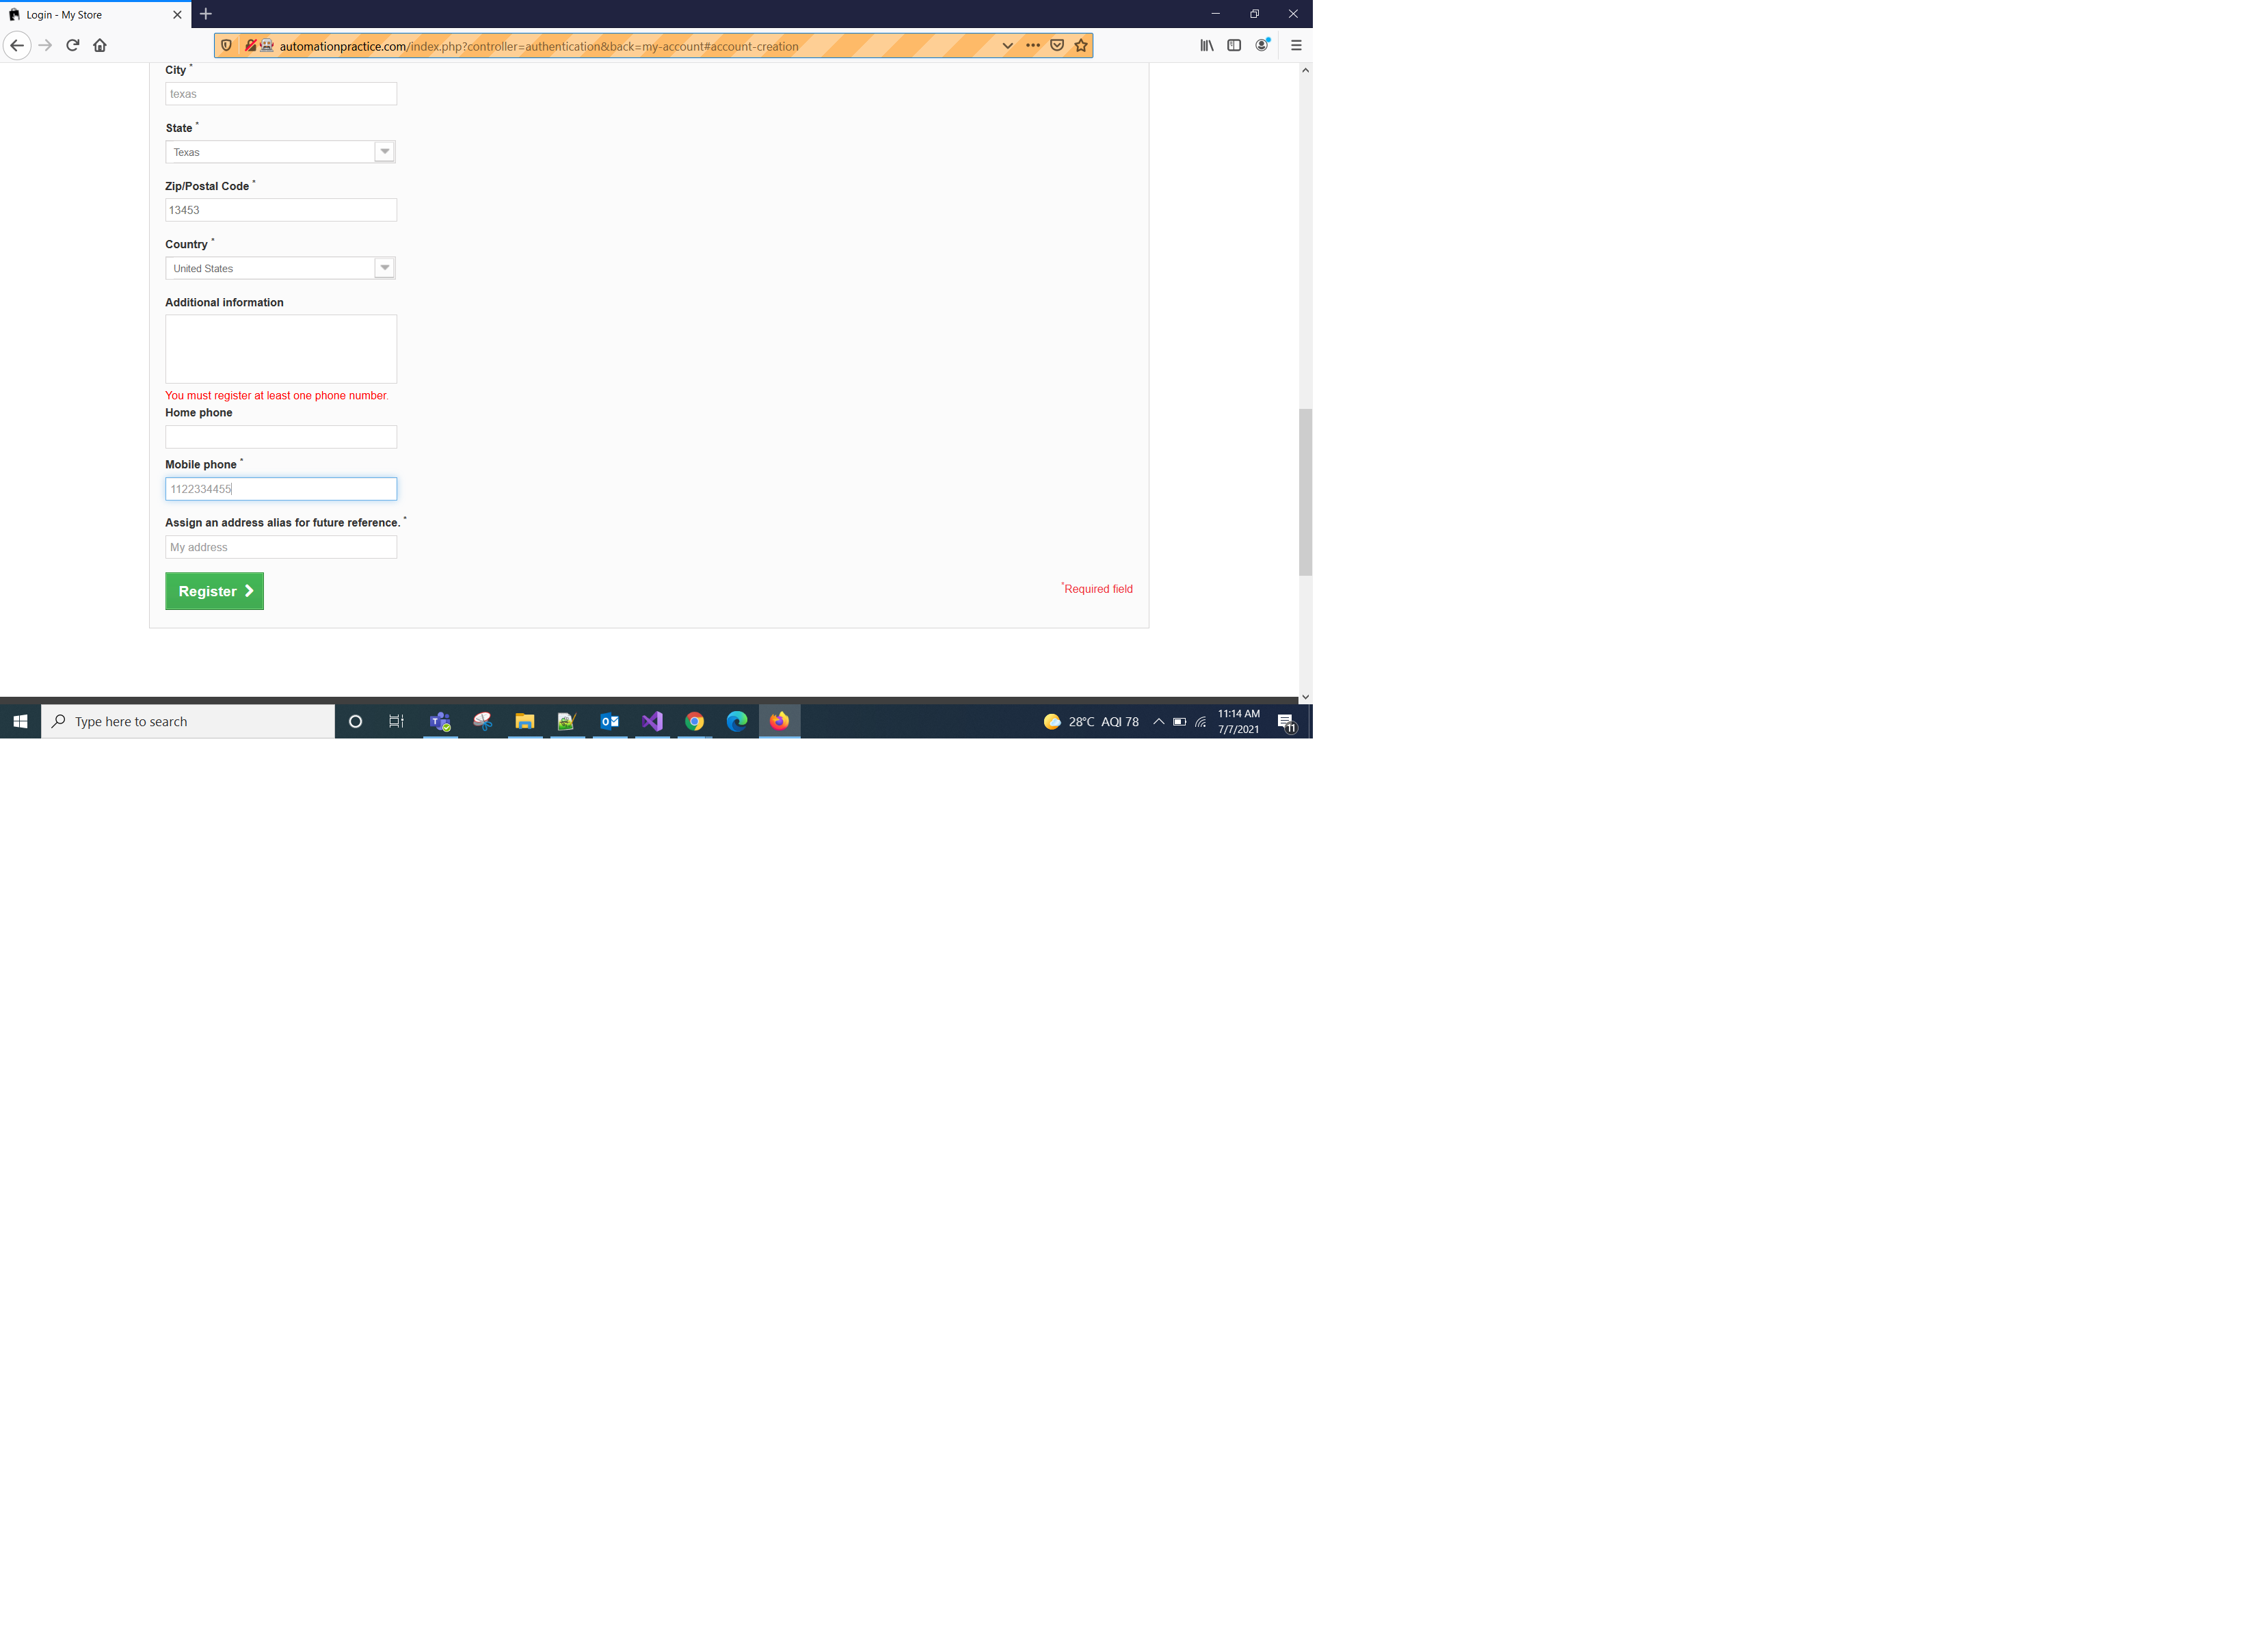 Login - My Store
automationpractice.com/index.php?controller=authentication&back=my-account#account-creation
City *
texas
State *
Texas
Zip/Postal Code *
13453
Country *
United States
Additional information
You must register at least one phone number.
Home phone
Mobile phone *
1122334455
Assign an address alias for future reference. *
My address
Register
*Required field
Type here to search
28°C AQI 78
11:14 AM
7/7/2021
11